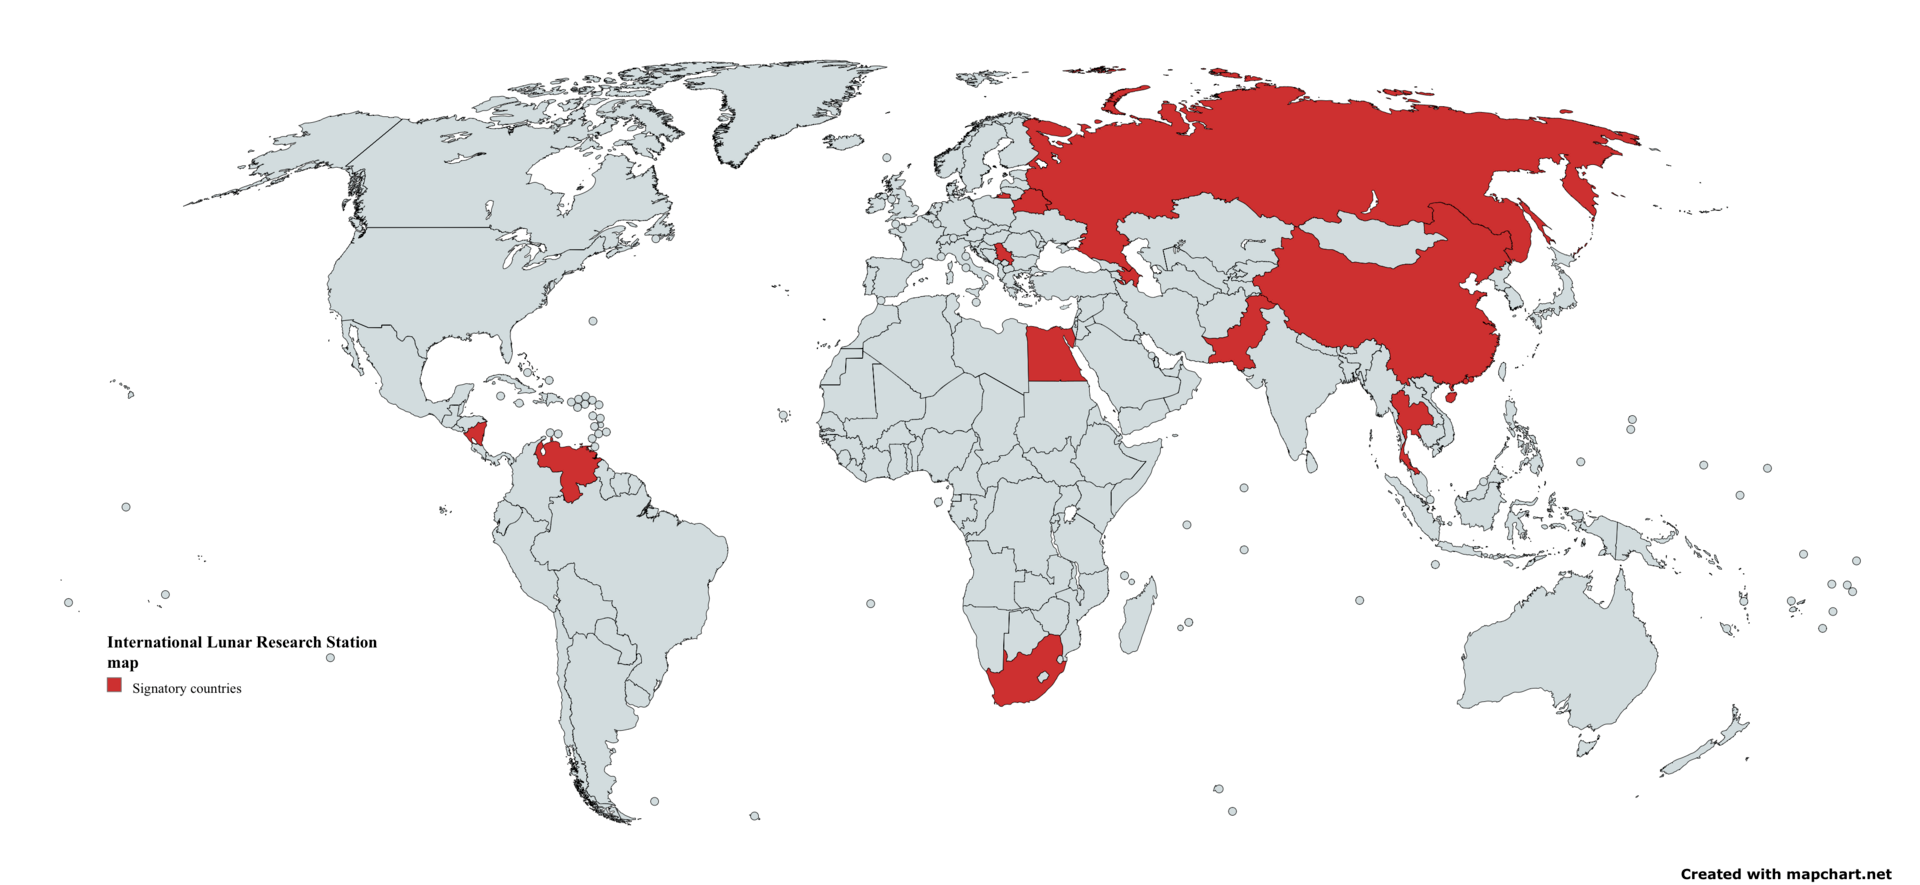 International Lunar Research Station
map
Signatory countries
Created with mapchart.net